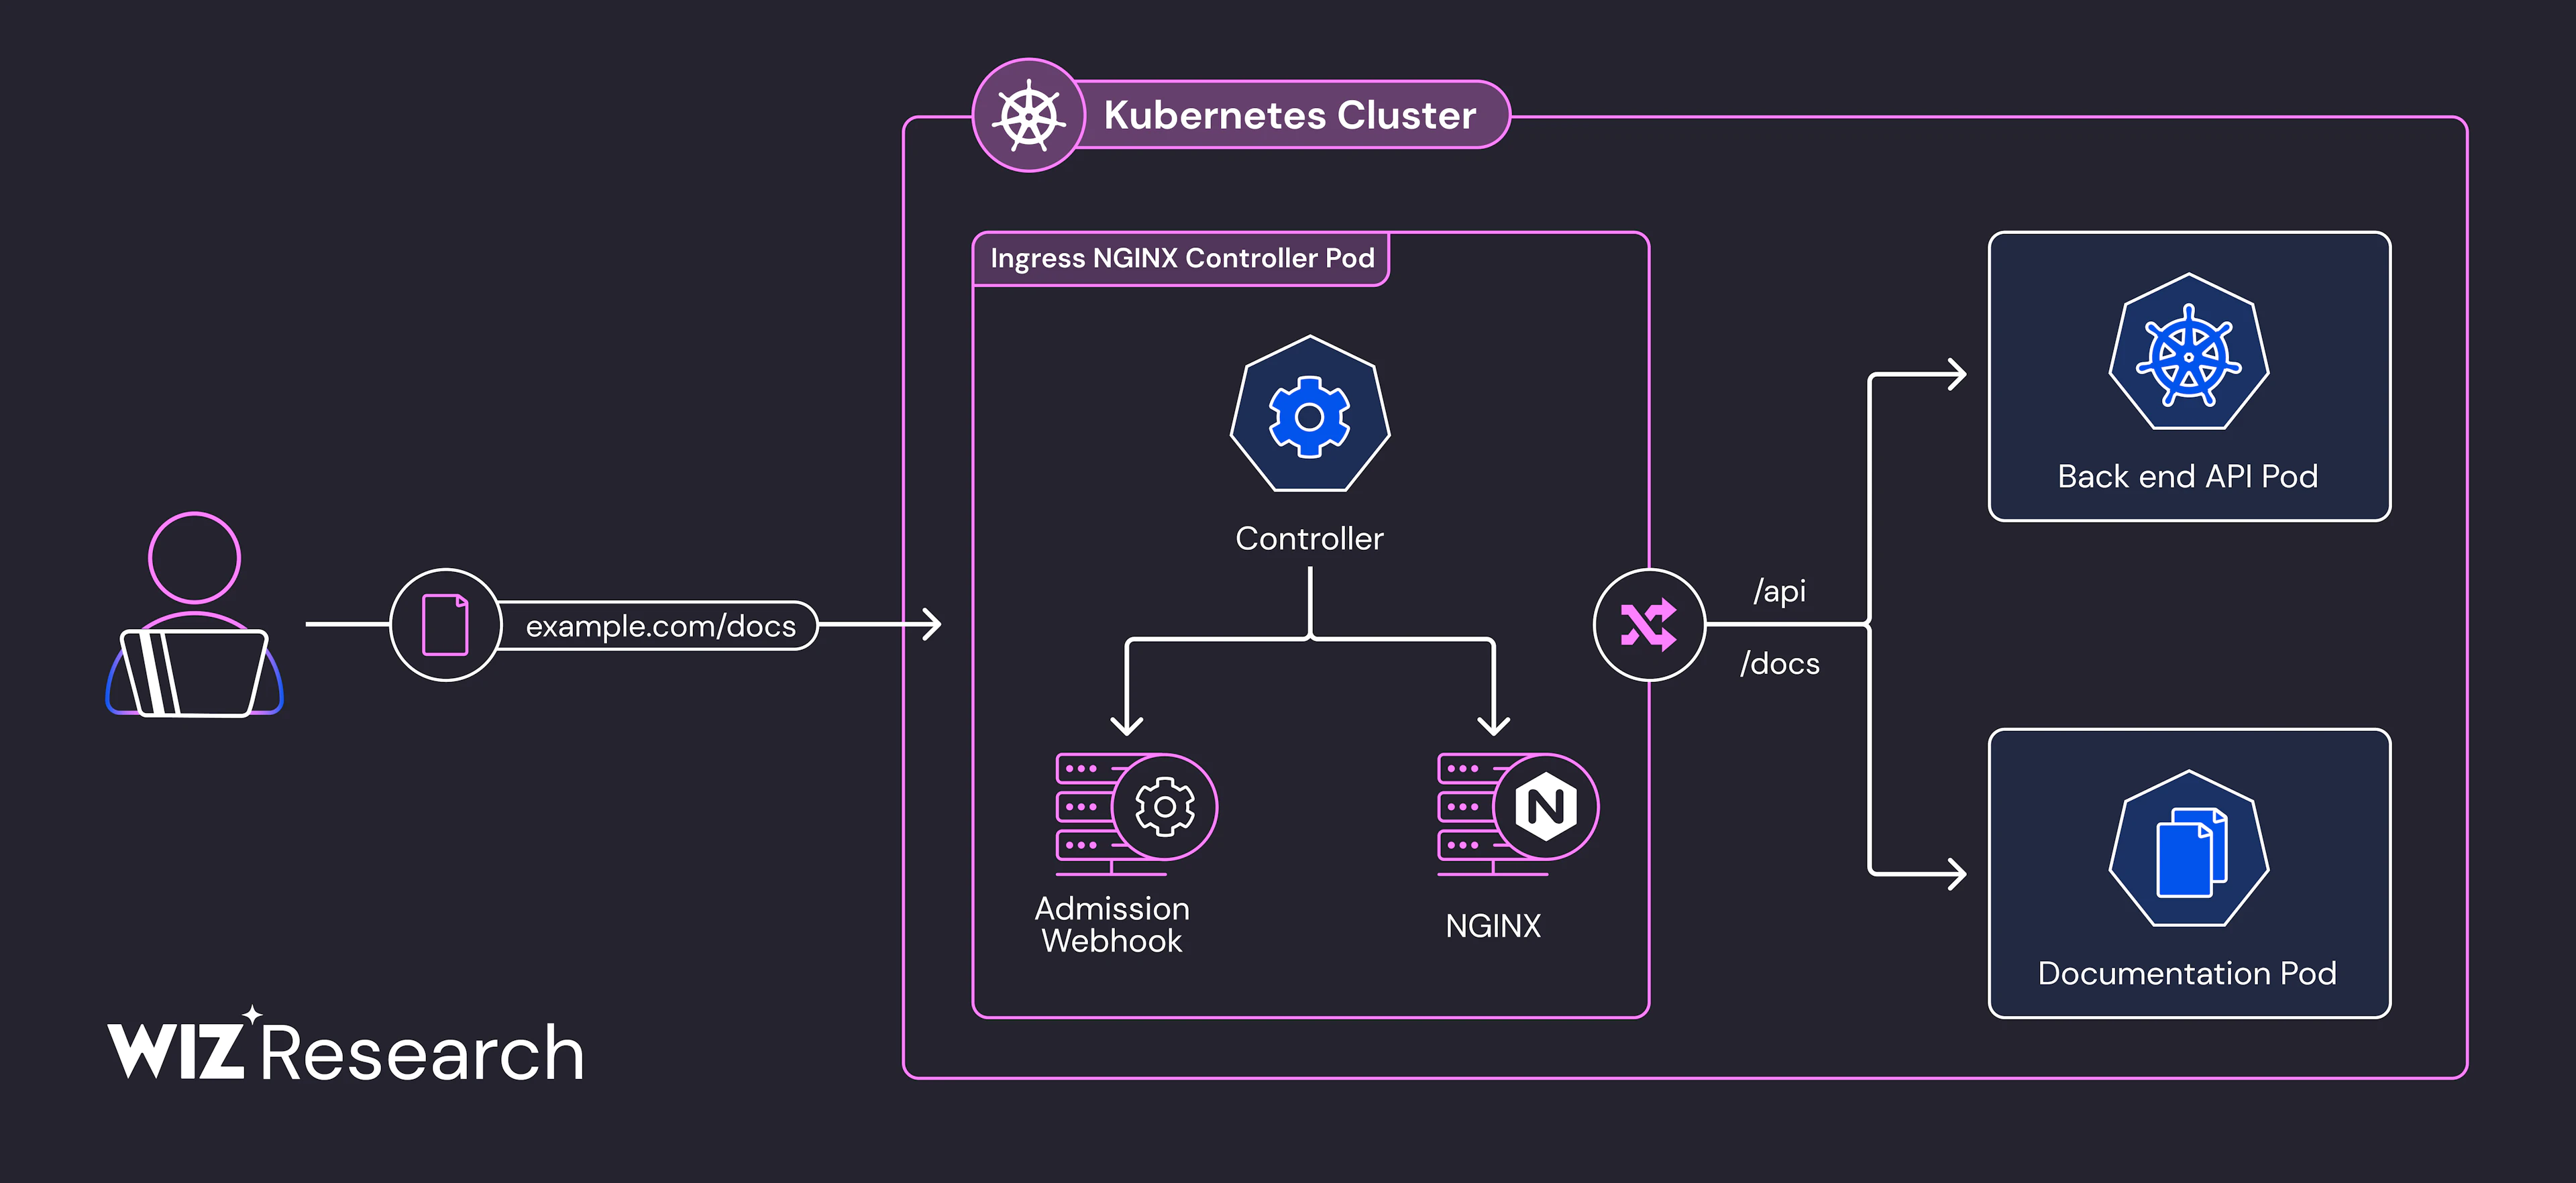 Kubernetes Cluster
Ingress NGINX Controller Pod
Controller
Admission
Webhook
NGINX
example.com/docs
/api
/docs
Back end API Pod
Documentation Pod
WIZ Research